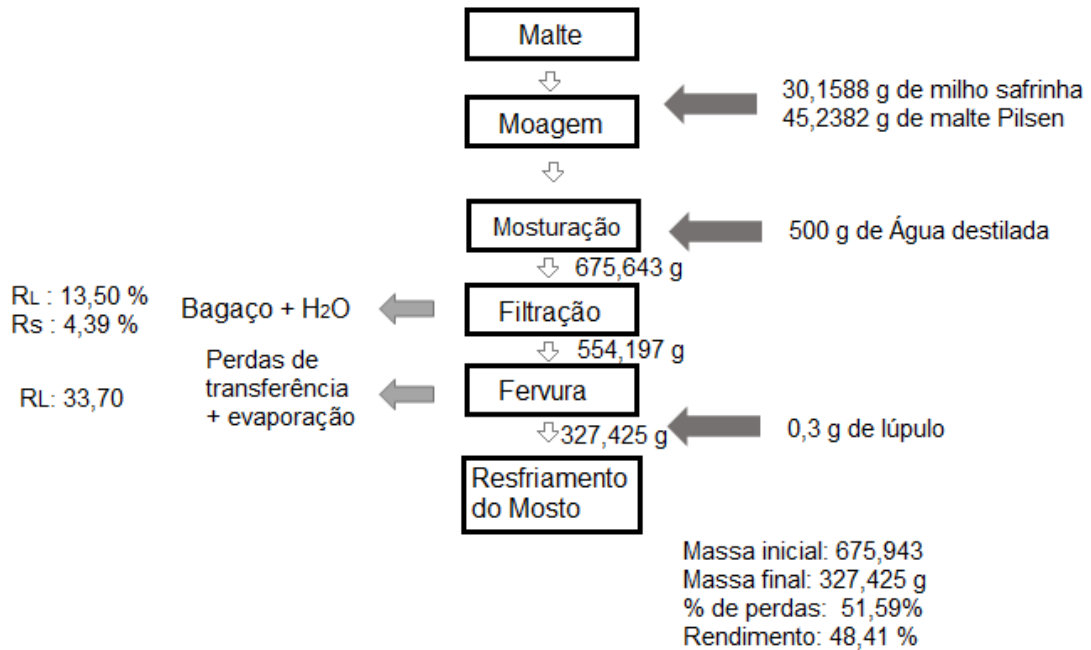 Malte
30,1588 g de milho safrinha
45,2382 g de malte Pilsen
Moagem
Mosturação
500 g de Água destilada
675,643 g
RL : 13,50 %
Rs : 4,39 %
Bagaço + H2O
Filtração
554,197 g
Perdas de
transferência
+ evaporação
RL: 33,70
Fervura
327,425 g
0,3 g de lúpulo
Resfriamento
do Mosto
Massa inicial: 675,943
Massa final: 327,425 g
% de perdas: 51,59%
Rendimento: 48,41 %